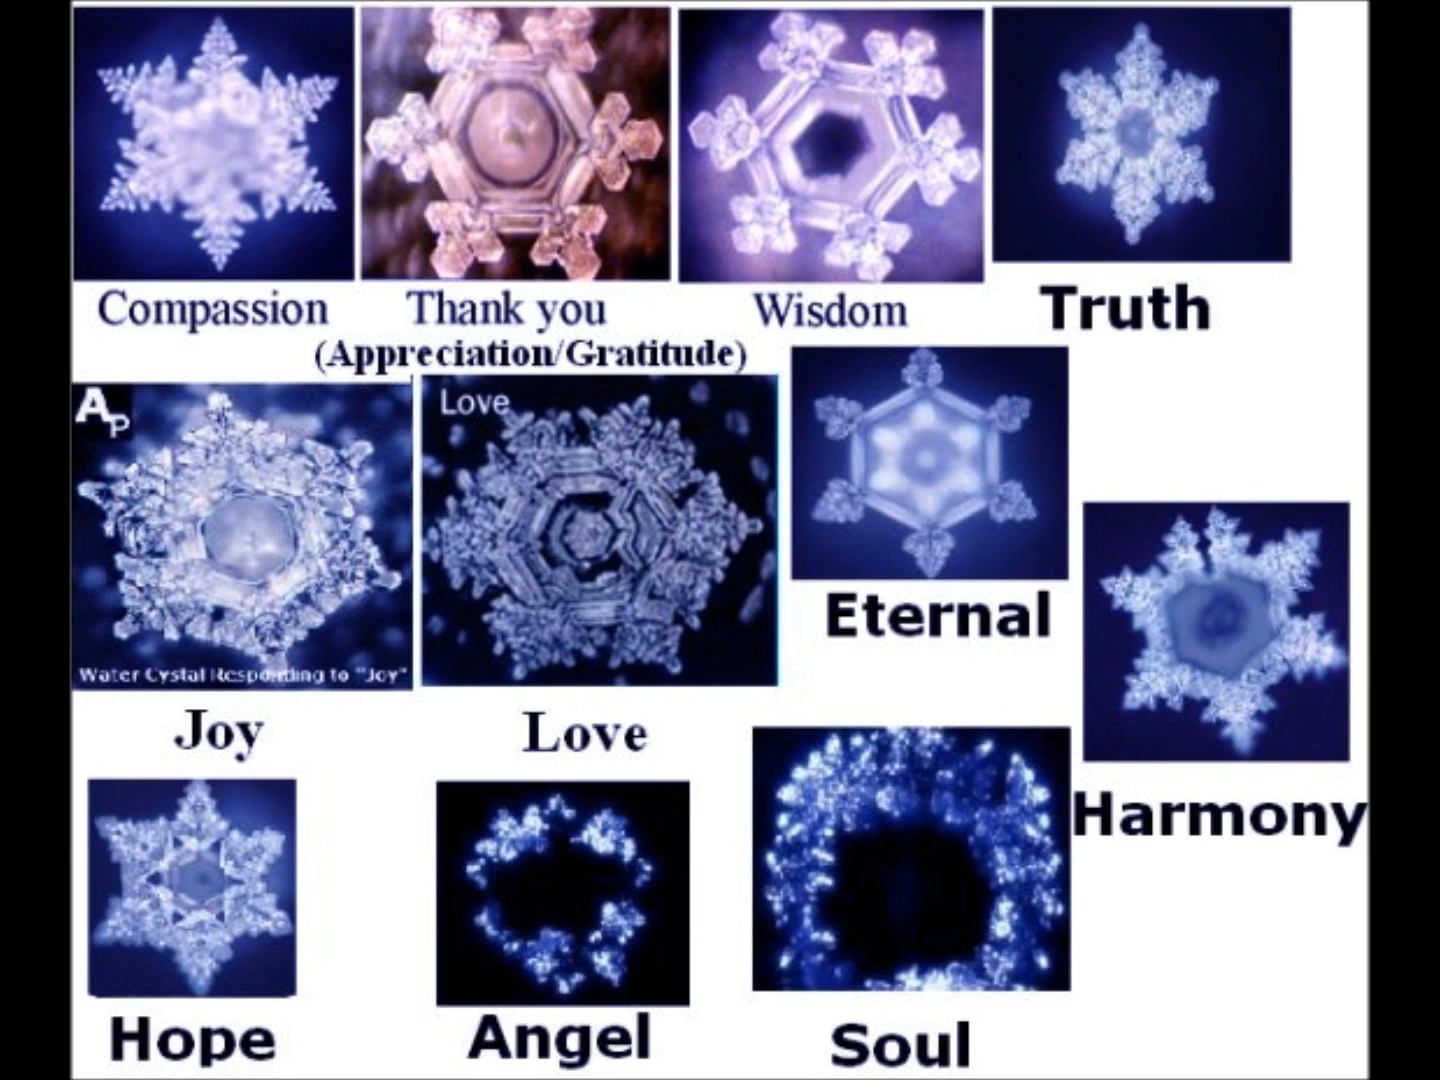 Compassion
Thank you
Wisdom
Truth
(Appreciation/Gratitude)
AP
Love
Water Cystal Responding to "Joy"
Eternal
Joy
Love
Harmony
Hope
Angel
Soul